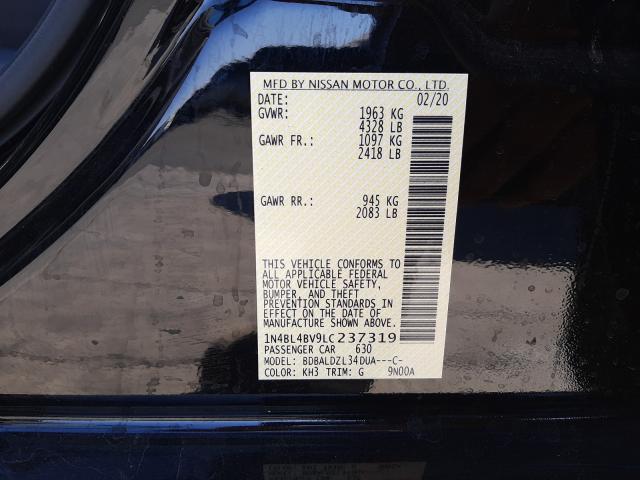 MFD BY NISSAN MOTOR CO., LTD.
DATE: 02/20
GVWR: 1963 KG
4328 LB
GAWR FR.: 1097 KG
2418 LB
GAWR RR.: 945 KG
2083 LB
THIS VEHICLE CONFORMS TO
ALL APPLICABLE FEDERAL
MOTOR VEHICLE SAFETY,
BUMPER, AND THEFT
PREVENTION STANDARDS IN
EFFECT ON THE DATE OF
MANUFACTURE SHOWN ABOVE.
1N4BL4BV9LC237319
PASSENGER CAR 630
MODEL: BDBALDZL34DUA---C-
COLOR: KH3 TRIM: G 9N00A